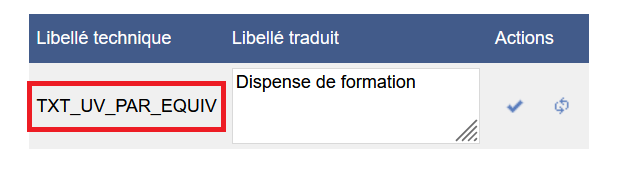 Libellé technique Libellé traduit Actions
TXT_UV_PAR_EQUIV Dispense de formation